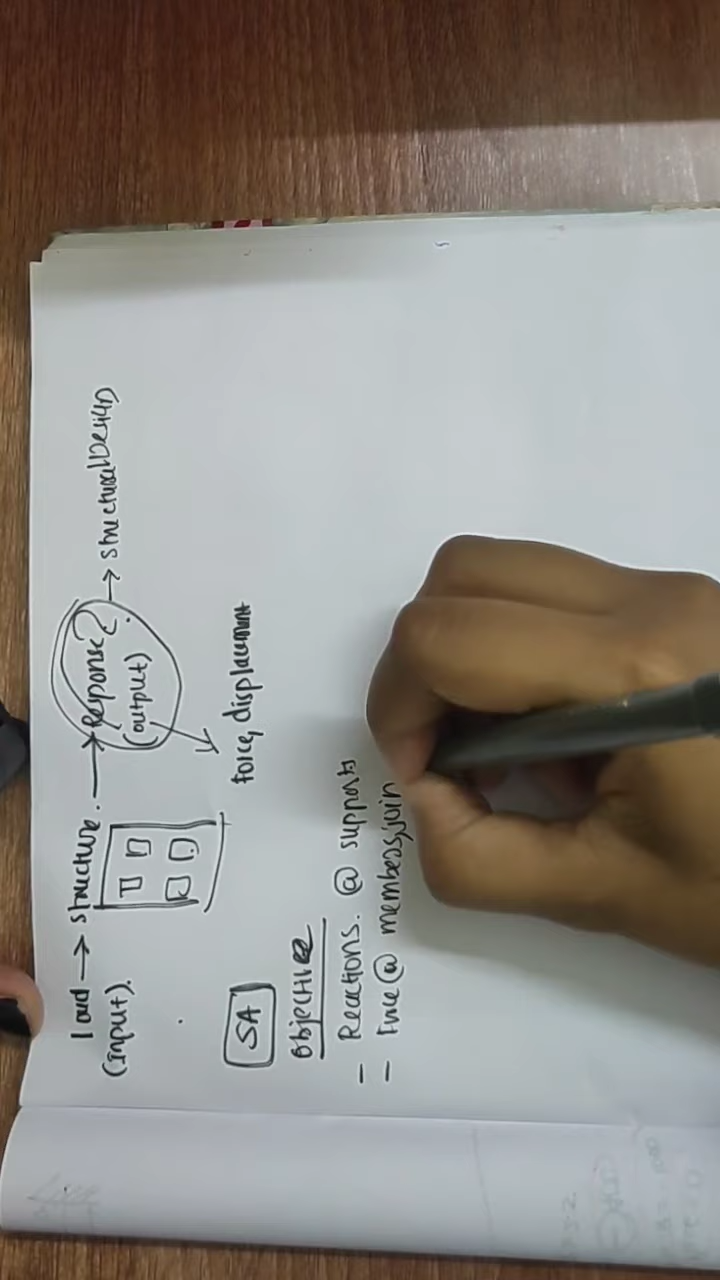 load → structure. → Response? → structural Design
(input). (output)
force, displacement
SA
objective
- Reactions. @ supports
- Force @ members, join